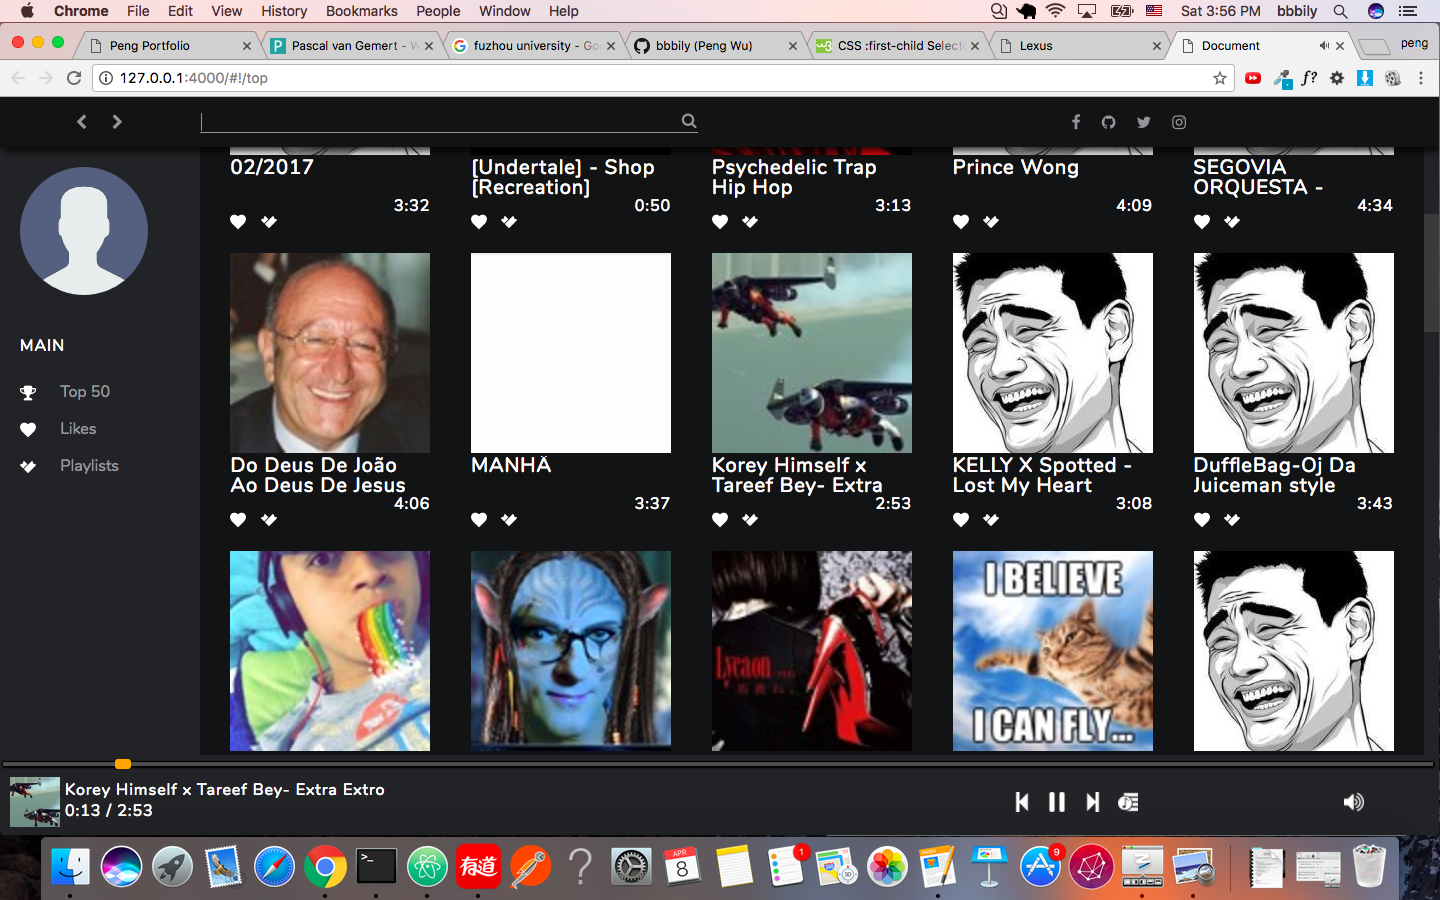 Chrome File Edit View History Bookmarks People Window Help Sat 3:56 PM bbbily
Peng Portfolio
Pascal van Gemert - W
fuzhou university - Goo
bbbily (Peng Wu)
CSS :first-child Selecto
Lexus
Document
peng
127.0.0.1:4000/#!/top
02/2017
3:32
[Undertale] - Shop
[Recreation]
0:50
Psychedelic Trap
Hip Hop
3:13
Prince Wong
4:09
SEGOVIA
ORQUESTA -
4:34
MAIN
Top 50
Likes
Playlists
Do Deus De João
Ao Deus De Jesus
4:06
MANHÃ
3:37
Korey Himself x
Tareef Bey- Extra
2:53
KELLY X Spotted -
Lost My Heart
3:08
DuffleBag-Oj Da
Juiceman style
3:43
Lycaon
I BELIEVE
I CAN FLY...
Korey Himself x Tareef Bey- Extra Extro
0:13 / 2:53
有道
APR
8
1
9